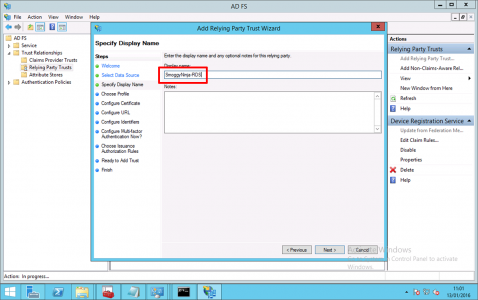 AD FS
File Action View Window Help
AD FS
Service
Trust Relationships
Claims Provider Trusts
Relying Party Trusts
Attribute Stores
Authentication Policies
Add Relying Party Trust Wizard
Specify Display Name
Steps
Welcome
Select Data Source
Specify Display Name
Choose Profile
Configure Certificate
Configure URL
Configure Identifiers
Configure Multi-factor
Authentication Now?
Choose Issuance
Authorization Rules
Ready to Add Trust
Finish
Enter the display name and any optional notes for this relying party.
Display name:
SmoggyNinja-RDS
Notes:
< Previous Next > Cancel
Actions
Relying Party Trusts
Add Relying Party Trust...
Add Non-Claims-Aware Rel...
View
New Window from Here
Refresh
Help
Device Registration Service
Update from Federation Me...
Edit Claim Rules...
Disable
Properties
Delete
Help
Windows
Control Panel to activate
Windows.
Action: In progress...
11:01
13/01/2016